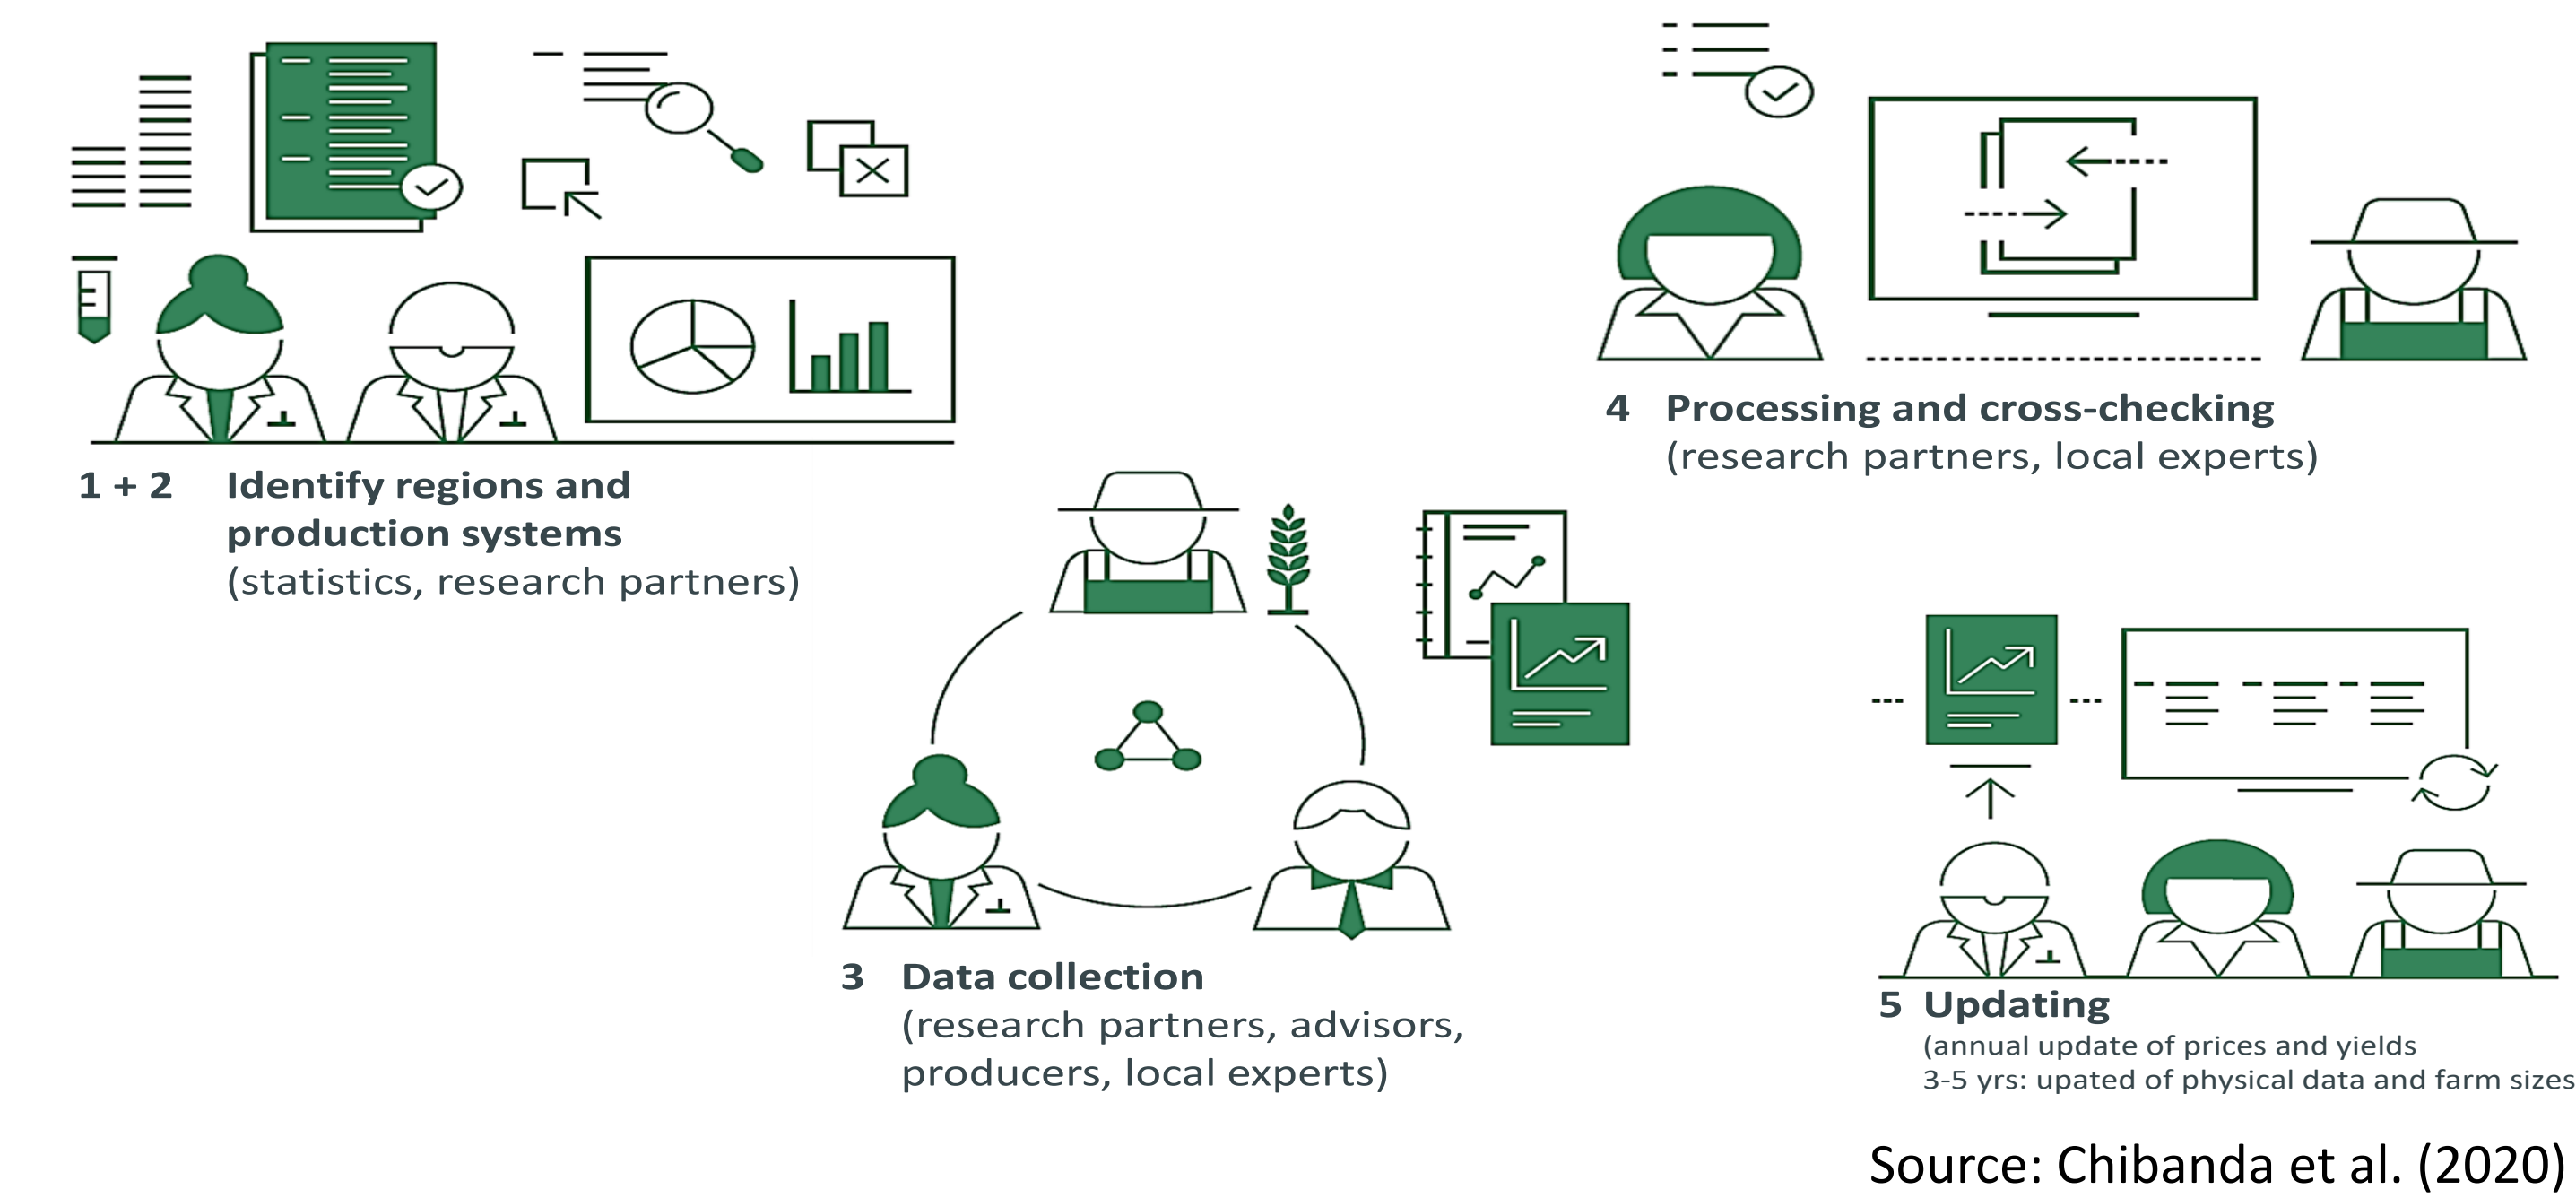 1 + 2 Identify regions and
production systems
(statistics, research partners)
3 Data collection
(research partners, advisors,
producers, local experts)
4 Processing and cross-checking
(research partners, local experts)
5 Updating
(annual update of prices and yields
3-5 yrs: upated of physical data and farm sizes
Source: Chibanda et al. (2020)